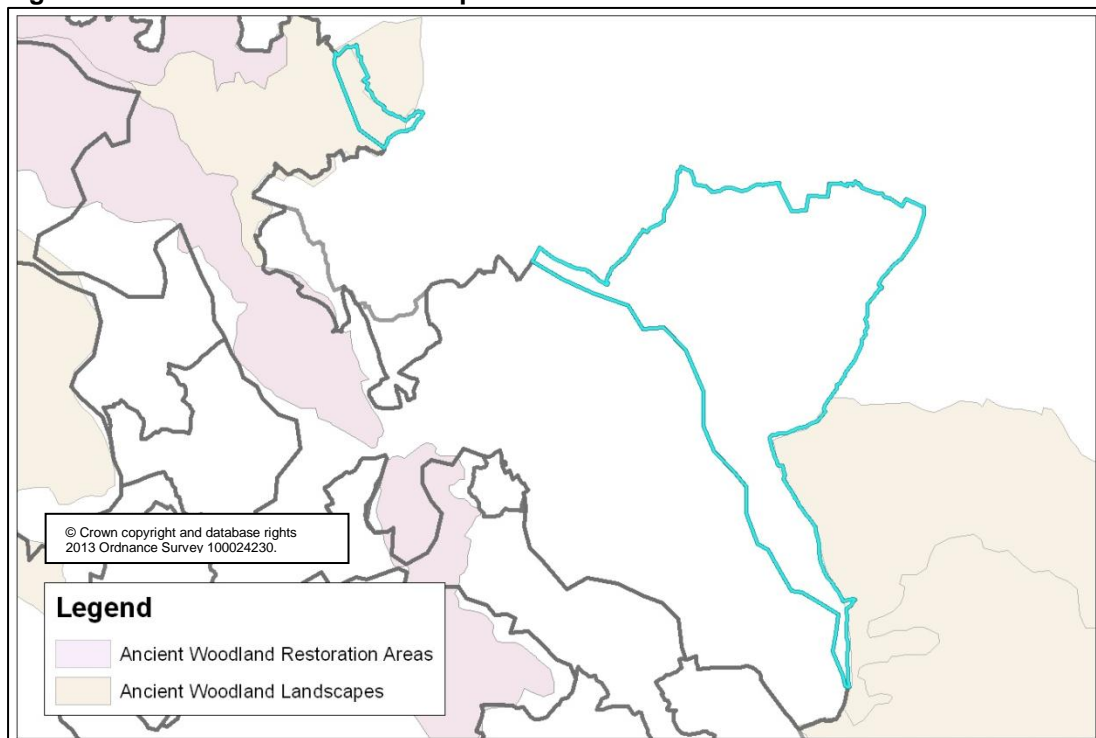 © Crown copyright and database rights
2013 Ordnance Survey 100024230.
Legend
Ancient Woodland Restoration Areas
Ancient Woodland Landscapes